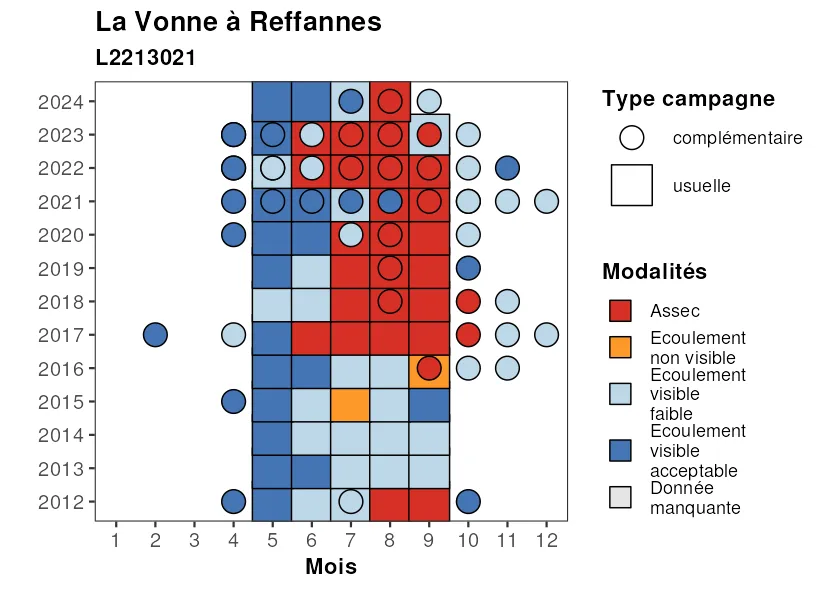 La Vonne à Reffannes
L2213021
2024
2023
2022
2021
2020
2019
2018
2017
2016
2015
2014
2013
2012
1 2 3 4 5 6 7 8 9 10 11 12
Mois
Type campagne
complémentaire
usuelle
Modalités
Assec
Ecoulement
non visible
Ecoulement
visible
faible
Ecoulement
visible
acceptable
Donnée
manquante